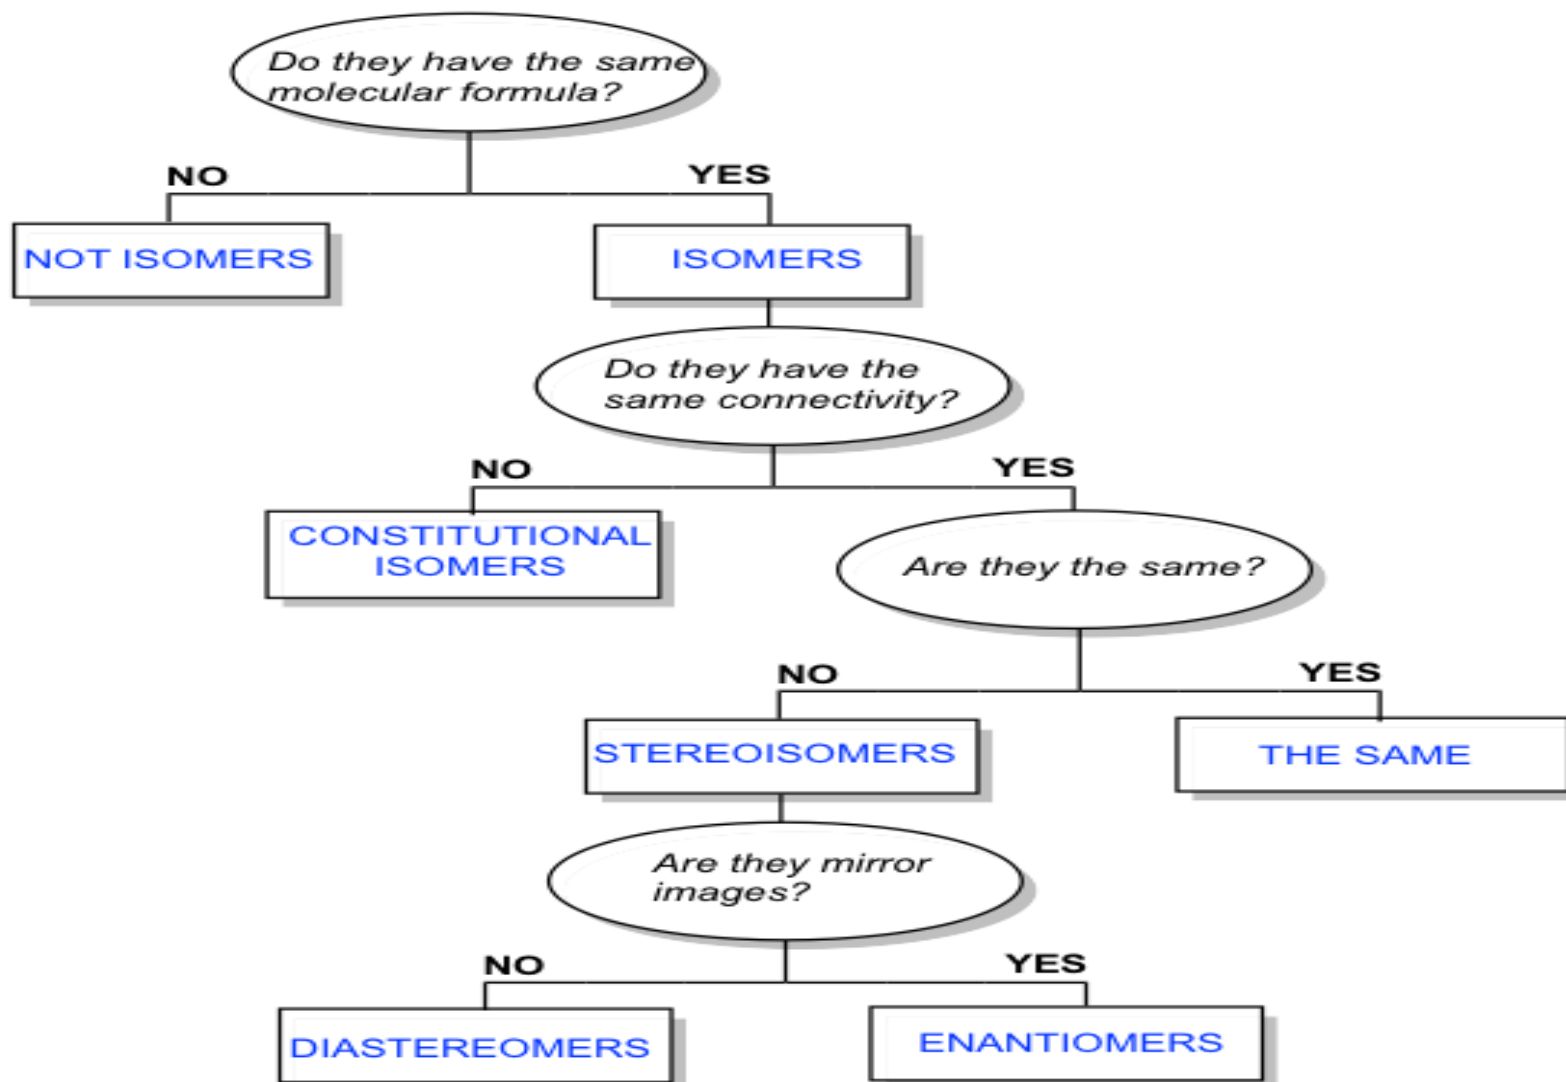 Do they have the same
molecular formula?
NO
YES
NOT ISOMERS
ISOMERS
Do they have the
same connectivity?
NO
YES
CONSTITUTIONAL
ISOMERS
Are they the same?
NO
YES
STEREOISOMERS
THE SAME
Are they mirror
images?
NO
YES
DIASTEREOMERS
ENANTIOMERS